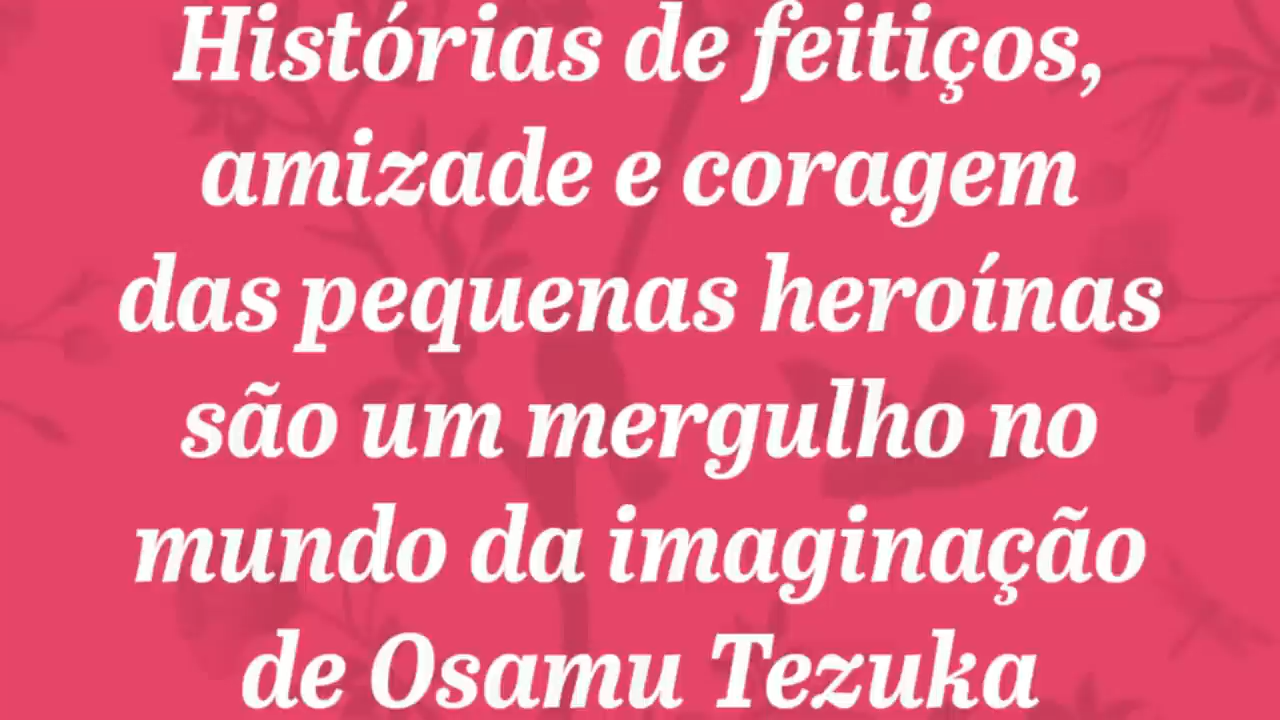 Histórias de feitiços,
amizade e coragem
das pequenas heroínas
são um mergulho no
mundo da imaginação
de Osamu Tezuka